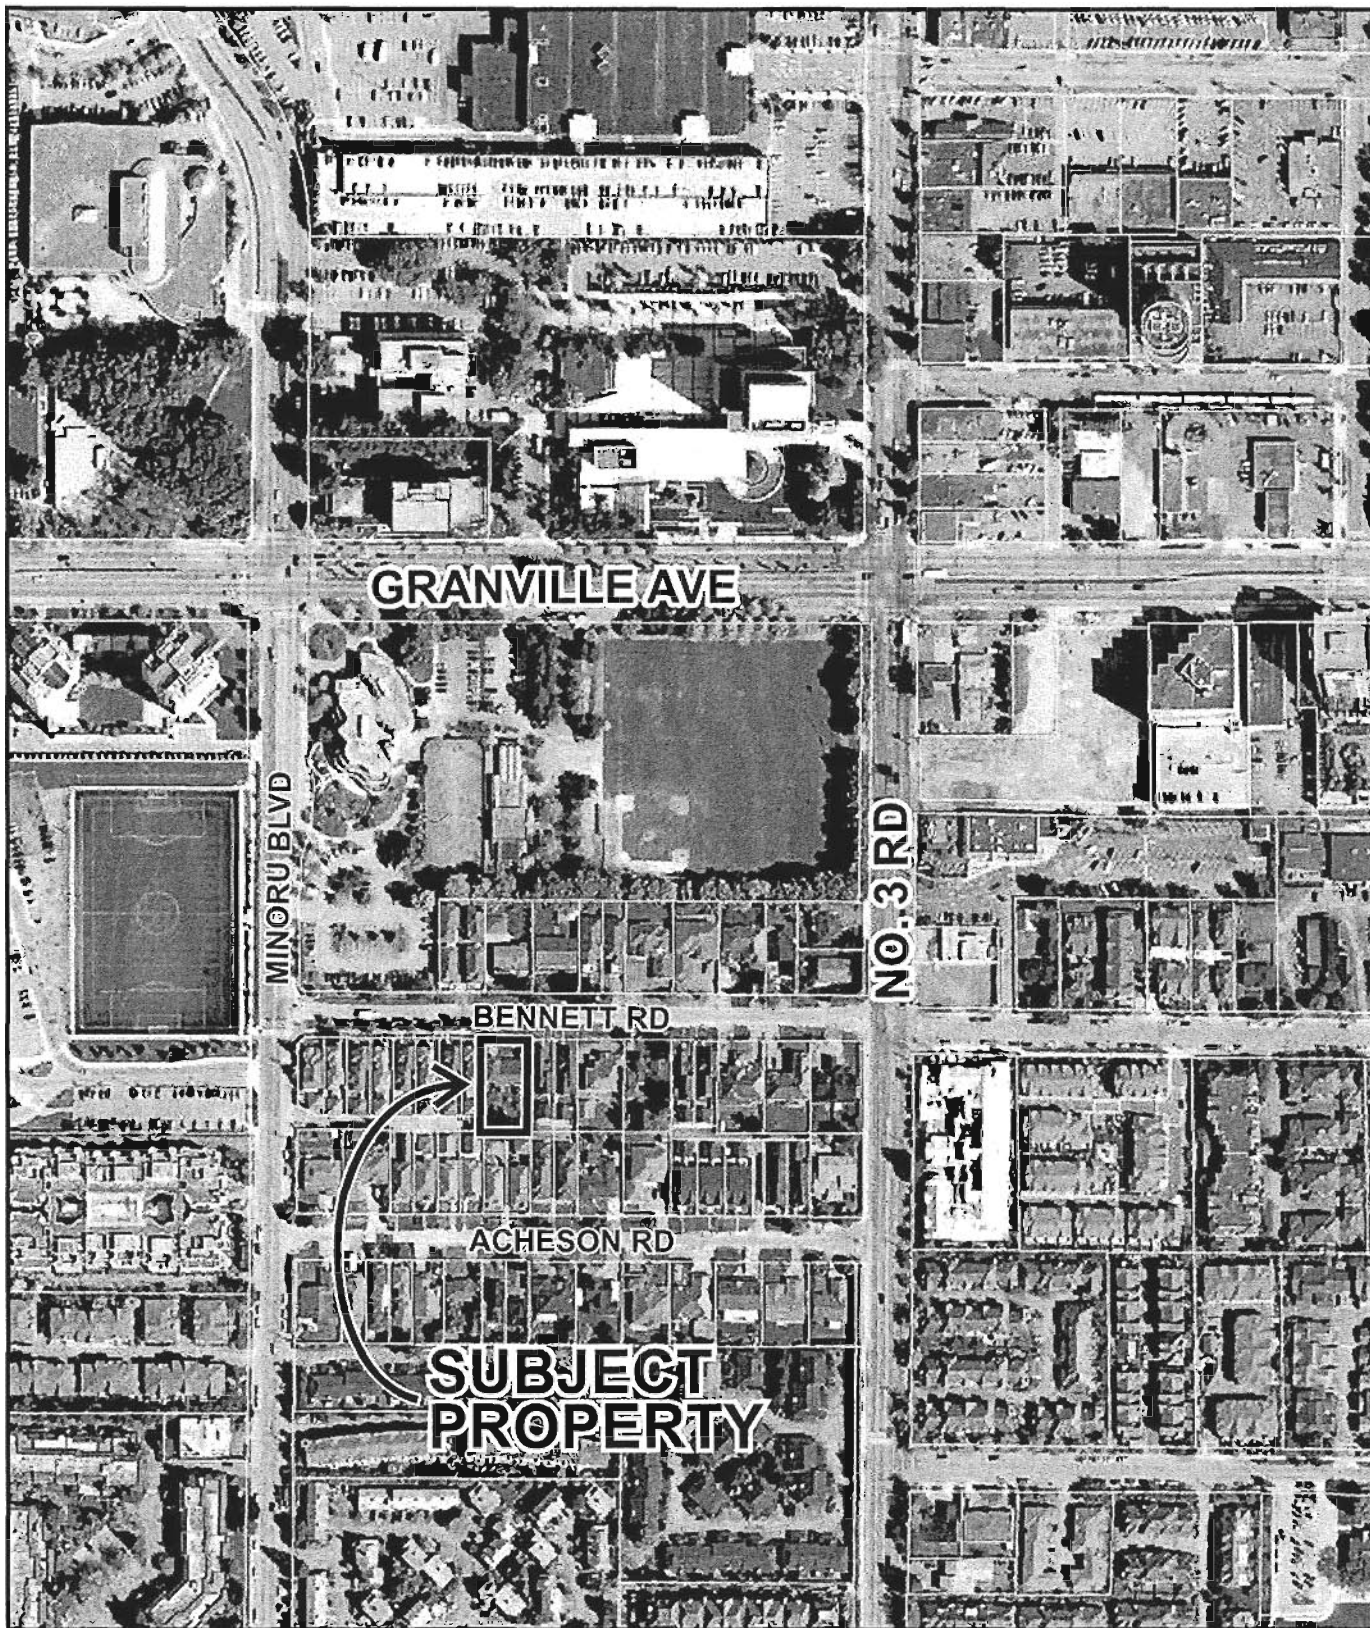 GRANVILLE AVE
MINORU BLVD
NO. 3 RD
BENNETT RD
ACHESON RD
SUBJECT
PROPERTY